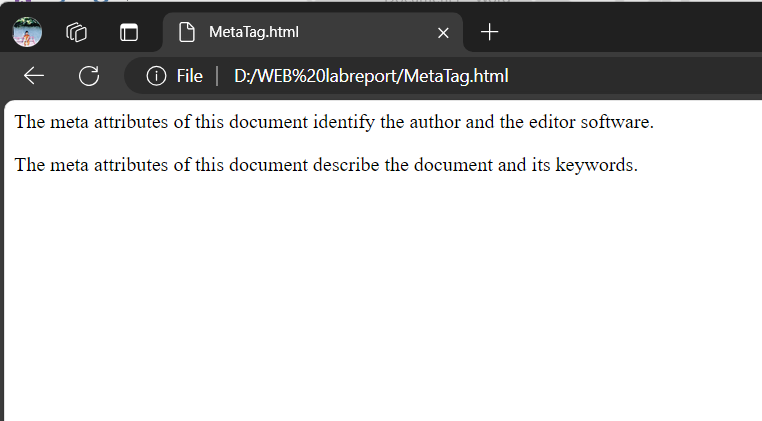 MetaTag.html
File
D:/WEB%20labreport/MetaTag.html
The meta attributes of this document identify the author and the editor software.
The meta attributes of this document describe the document and its keywords.